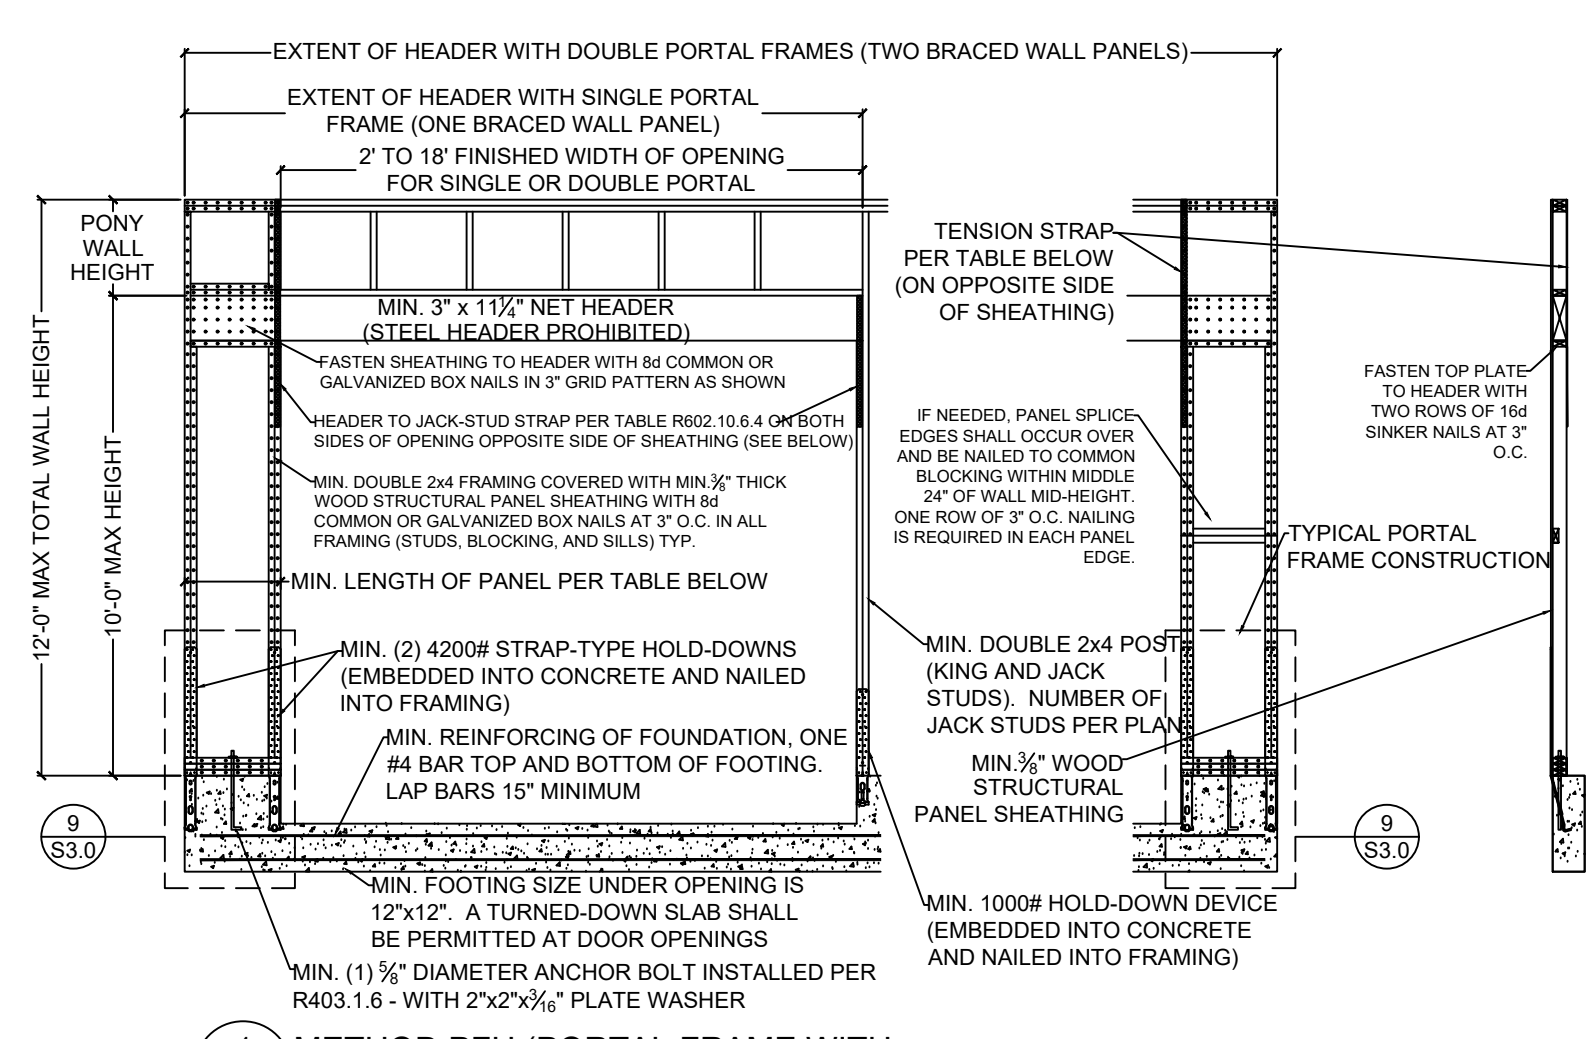 EXTENT OF HEADER WITH DOUBLE PORTAL FRAMES (TWO BRACED WALL PANELS)
EXTENT OF HEADER WITH SINGLE PORTAL
FRAME (ONE BRACED WALL PANEL)
2' TO 18' FINISHED WIDTH OF OPENING
FOR SINGLE OR DOUBLE PORTAL
PONY
WALL
HEIGHT
12'-0" MAX TOTAL WALL HEIGHT
10'-0" MAX HEIGHT
MIN. 3" x 11¼" NET HEADER
(STEEL HEADER PROHIBITED)
FASTEN SHEATHING TO HEADER WITH 8d COMMON OR
GALVANIZED BOX NAILS IN 3" GRID PATTERN AS SHOWN
HEADER TO JACK-STUD STRAP PER TABLE R602.10.6.4 ON BOTH
SIDES OF OPENING OPPOSITE SIDE OF SHEATHING (SEE BELOW)
MIN. DOUBLE 2x4 FRAMING COVERED WITH MIN.⅜" THICK
WOOD STRUCTURAL PANEL SHEATHING WITH 8d
COMMON OR GALVANIZED BOX NAILS AT 3" O.C. IN ALL
FRAMING (STUDS, BLOCKING, AND SILLS) TYP.
MIN. LENGTH OF PANEL PER TABLE BELOW
MIN. (2) 4200# STRAP-TYPE HOLD-DOWNS
(EMBEDDED INTO CONCRETE AND NAILED
INTO FRAMING)
MIN. REINFORCING OF FOUNDATION, ONE
#4 BAR TOP AND BOTTOM OF FOOTING.
LAP BARS 15" MINIMUM
9
S3.0
MIN. FOOTING SIZE UNDER OPENING IS
12"x12". A TURNED-DOWN SLAB SHALL
BE PERMITTED AT DOOR OPENINGS
MIN. (1) ⅝" DIAMETER ANCHOR BOLT INSTALLED PER
R403.1.6 - WITH 2"x2"x3⁄16" PLATE WASHER
TENSION STRAP
PER TABLE BELOW
(ON OPPOSITE SIDE
OF SHEATHING)
IF NEEDED, PANEL SPLICE
EDGES SHALL OCCUR OVER
AND BE NAILED TO COMMON
BLOCKING WITHIN MIDDLE
24" OF WALL MID-HEIGHT.
ONE ROW OF 3" O.C. NAILING
IS REQUIRED IN EACH PANEL
EDGE.
FASTEN TOP PLATE
TO HEADER WITH
TWO ROWS OF 16d
SINKER NAILS AT 3"
O.C.
TYPICAL PORTAL
FRAME CONSTRUCTION
MIN. DOUBLE 2x4 POST
(KING AND JACK
STUDS). NUMBER OF
JACK STUDS PER PLAN
MIN.⅜" WOOD
STRUCTURAL
PANEL SHEATHING
9
S3.0
MIN. 1000# HOLD-DOWN DEVICE
(EMBEDDED INTO CONCRETE
AND NAILED INTO FRAMING)
METHOD PFH (PORTAL FRAME WITH